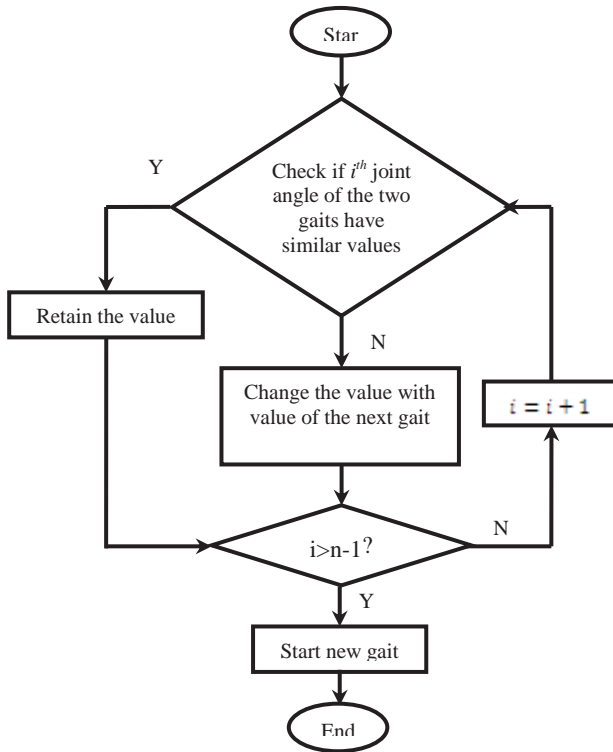 Star
Y
Check if i^th joint
angle of the two
gaits have
similar values
Retain the value
N
Change the value with
value of the next gait
i = i + 1
N
i>n-1?
Y
Start new gait
End